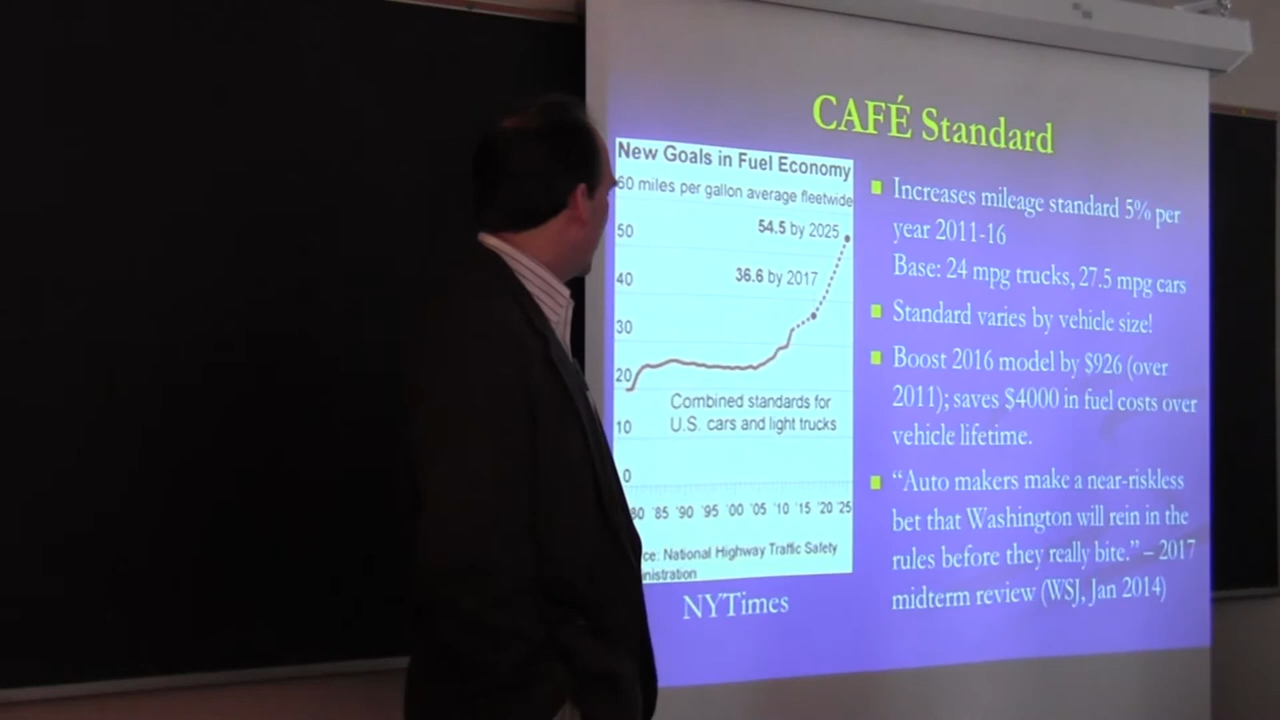 CAFÉ Standard
New Goals in Fuel Economy
60 miles per gallon average fleetwide
54.5 by 2025
50
36.6 by 2017
40
30
20
Combined standards for
U.S. cars and light trucks
10
0
'85 '90 '95 '00 '05 '10 '15 '20 '25
National Highway Traffic Safety
NYTimes
Increases mileage standard 5% per
year 2011-16
Base: 24 mpg trucks, 27.5 mpg cars
Standard varies by vehicle size!
Boost 2016 model by $926 (over
2011); saves $4000 in fuel costs over
vehicle lifetime.
“Auto makers make a near-riskless
bet that Washington will rein in the
rules before they really bite.” – 2017
midterm review (WSJ, Jan 2014)